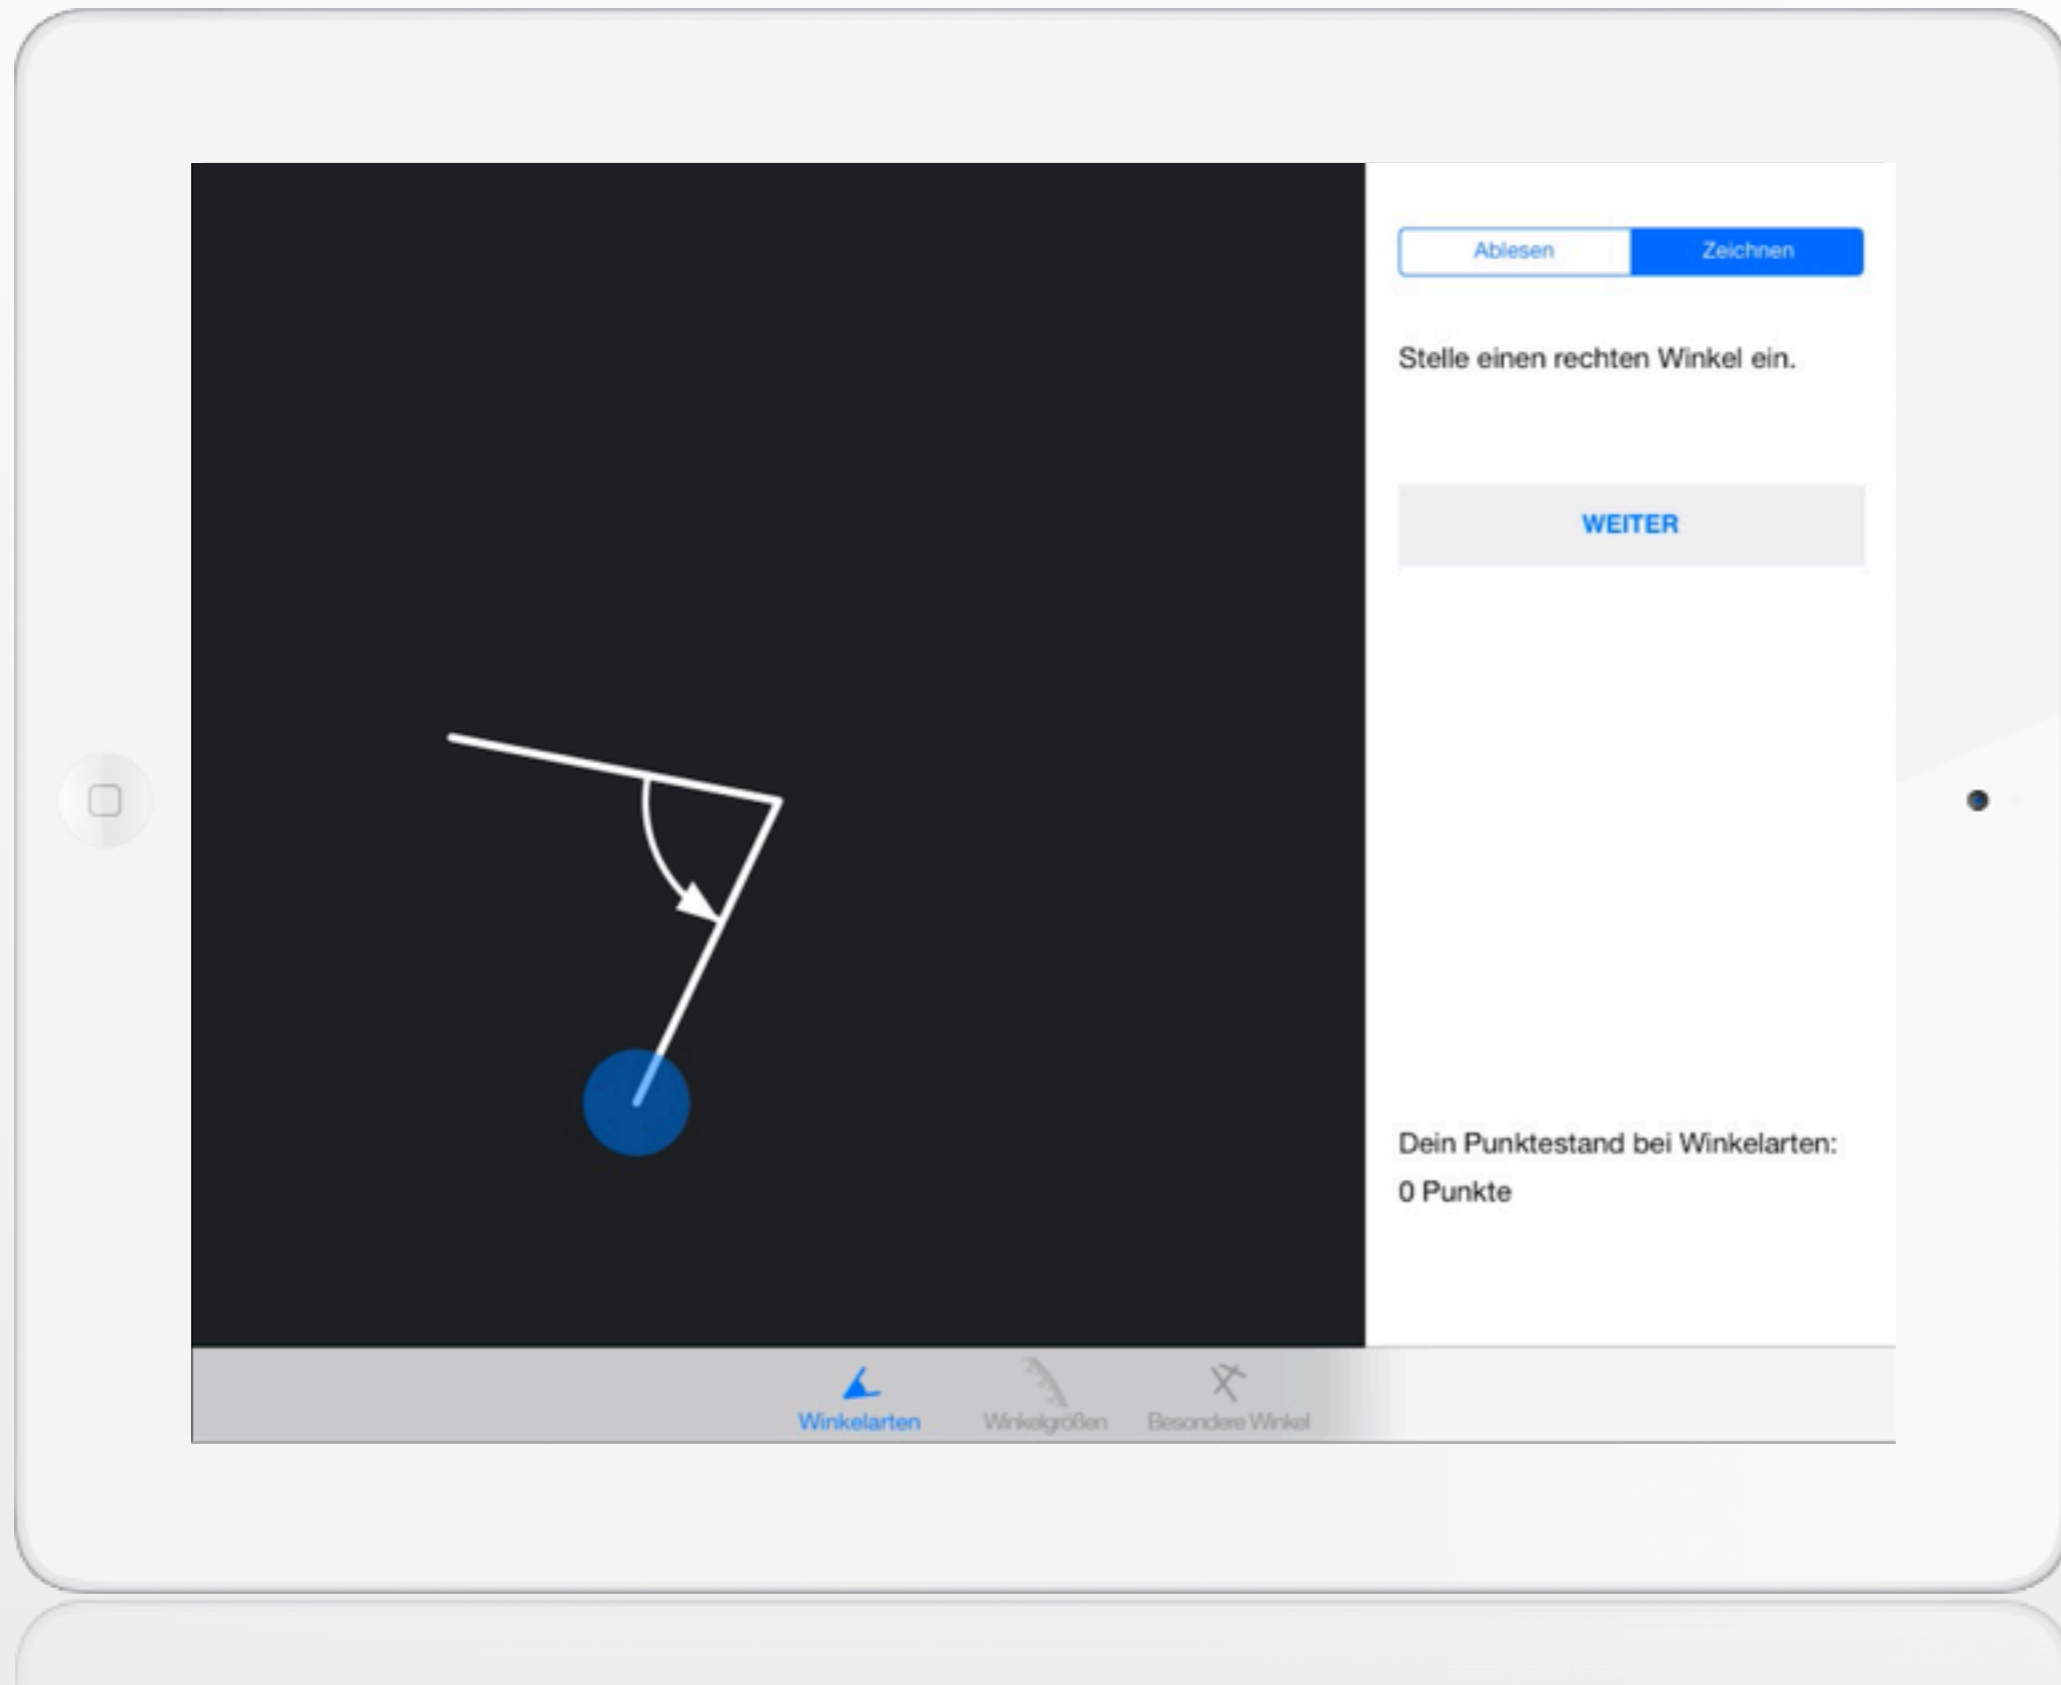 Ablesen Zeichnen
Stelle einen rechten Winkel ein.
WEITER
Dein Punktestand bei Winkelarten:
0 Punkte
Winkelarten Winkelgrößen Besondere Winkel